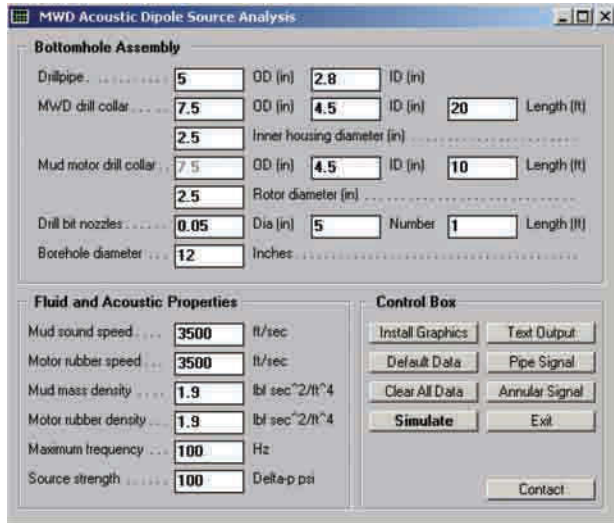 MWD Acoustic Dipole Source Analysis
Bottomhole Assembly
Drillpipe. . . . . . . . . . . 5 OD (in) 2.8 ID (in)
MWD drill collar . . . . 7.5 OD (in) 4.5 ID (in) 20 Length (ft)
2.5 Inner housing diameter (in) . . . . . . . . . . . . . . . . . . . . . . .
Mud motor drill collar . . 7.5 OD (in) 4.5 ID (in) 10 Length (ft)
2.5 Rotor diameter (in) . . . . . . . . . . . . . . . . . . . . . . . . . . . . .
Drill bit nozzles . . . . . . 0.05 Dia (in) 5 Number 1 Length (ft)
Borehole diameter . . . 12 Inches . . . . . . . . . . . . . . . . . . . . . . . . . . . . . . . . . . . . .
Fluid and Acoustic Properties
Mud sound speed . . . . 3500 ft/sec
Motor rubber speed . . . 3500 ft/sec
Mud mass density . . . . 1.9 lbf sec^2/ft^4
Motor rubber density . . 1.9 lbf sec^2/ft^4
Maximum frequency . . . 100 Hz
Source strength . . . . . . 100 Delta-p psi
Control Box
Install Graphics Text Output
Default Data Pipe Signal
Clear All Data Annular Signal
Simulate Exit
Contact